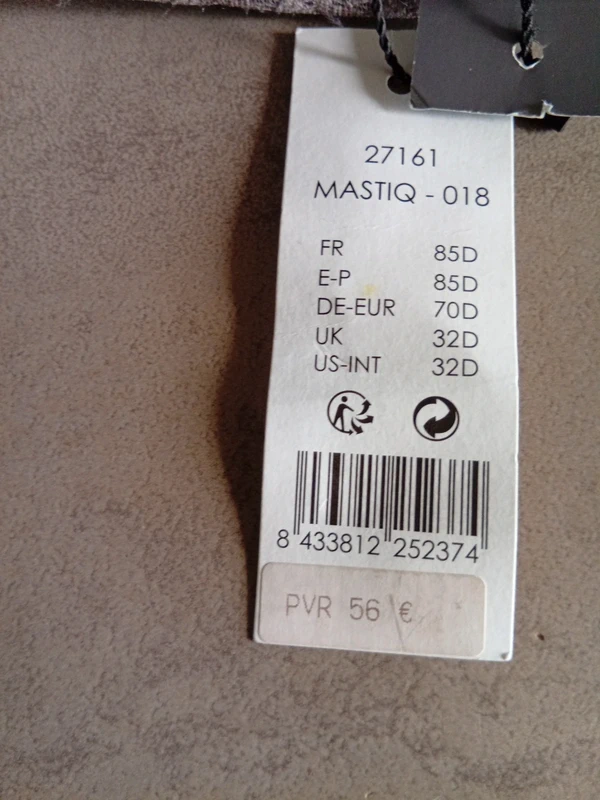 27161
MASTIQ - 018
FR 85D
E-P 85D
DE-EUR 70D
UK 32D
US-INT 32D
8 433812 252374
PVR 56 €